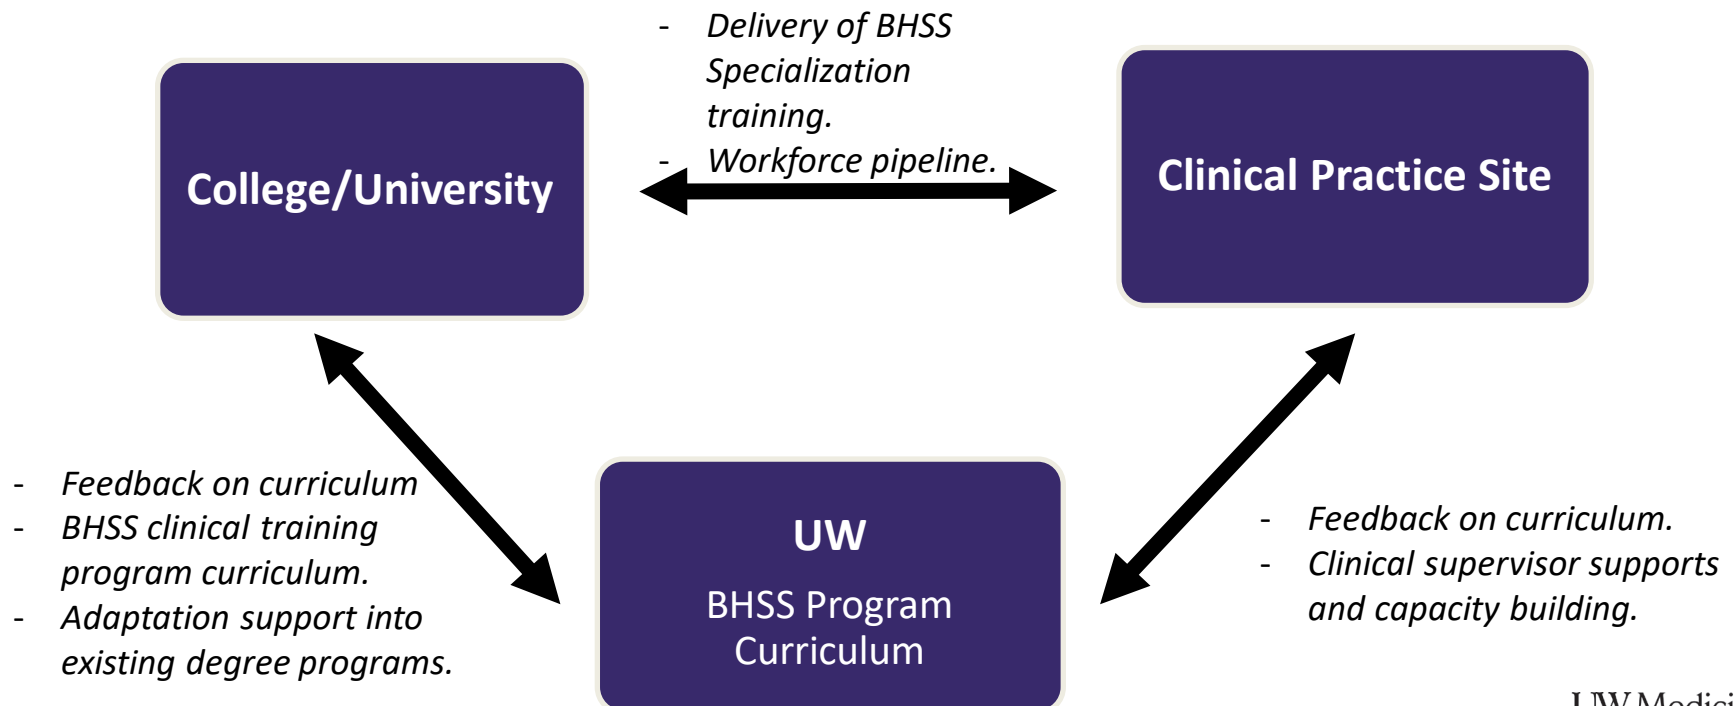 - Delivery of BHSS
Specialization
training.
- Workforce pipeline.
College/University
Clinical Practice Site
- Feedback on curriculum
- BHSS clinical training
program curriculum.
- Adaptation support into
existing degree programs.
UW
BHSS Program
Curriculum
- Feedback on curriculum.
- Clinical supervisor supports
and capacity building.
UW